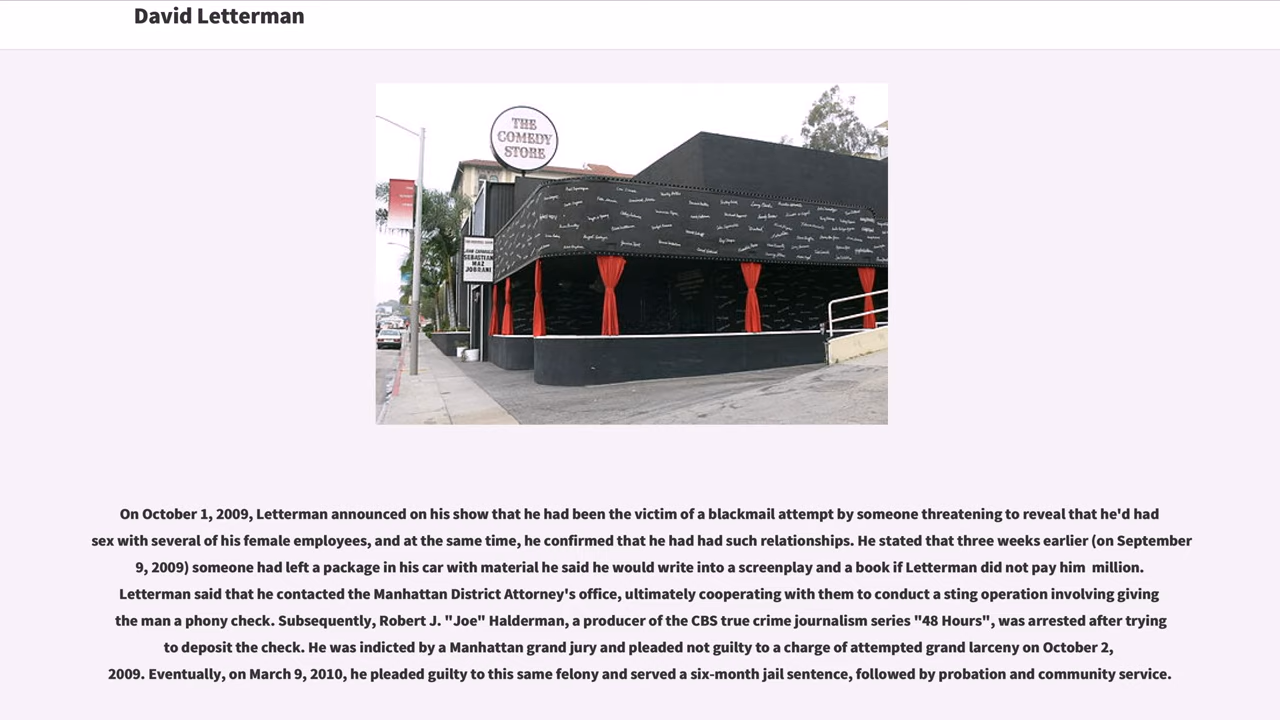 David Letterman
THE
COMEDY
STORE
SEBASTIAN
MAZ
JOBRANI
On October 1, 2009, Letterman announced on his show that he had been the victim of a blackmail attempt by someone threatening to reveal that he'd had
sex with several of his female employees, and at the same time, he confirmed that he had had such relationships. He stated that three weeks earlier (on September
9, 2009) someone had left a package in his car with material he said he would write into a screenplay and a book if Letterman did not pay him  million.
Letterman said that he contacted the Manhattan District Attorney's office, ultimately cooperating with them to conduct a sting operation involving giving
the man a phony check. Subsequently, Robert J. "Joe" Halderman, a producer of the CBS true crime journalism series "48 Hours", was arrested after trying
to deposit the check. He was indicted by a Manhattan grand jury and pleaded not guilty to a charge of attempted grand larceny on October 2,
2009. Eventually, on March 9, 2010, he pleaded guilty to this same felony and served a six-month jail sentence, followed by probation and community service.